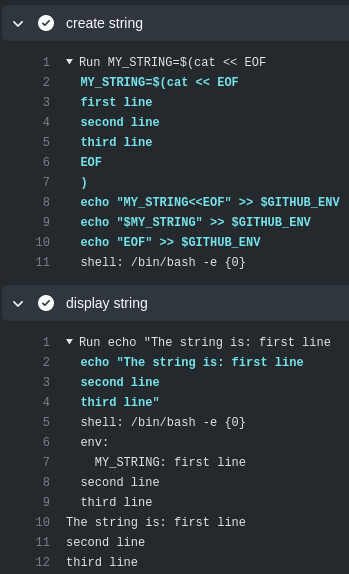 create string
1 Run MY_STRING=$(cat << EOF
2 MY_STRING=$(cat << EOF
3 first line
4 second line
5 third line
6 EOF
7 )
8 echo "MY_STRING<<EOF" >> $GITHUB_ENV
9 echo "$MY_STRING" >> $GITHUB_ENV
10 echo "EOF" >> $GITHUB_ENV
11 shell: /bin/bash -e {0}
display string
1 Run echo "The string is: first line
2 echo "The string is: first line
3 second line
4 third line"
5 shell: /bin/bash -e {0}
6 env:
7 MY_STRING: first line
8 second line
9 third line
10 The string is: first line
11 second line
12 third line